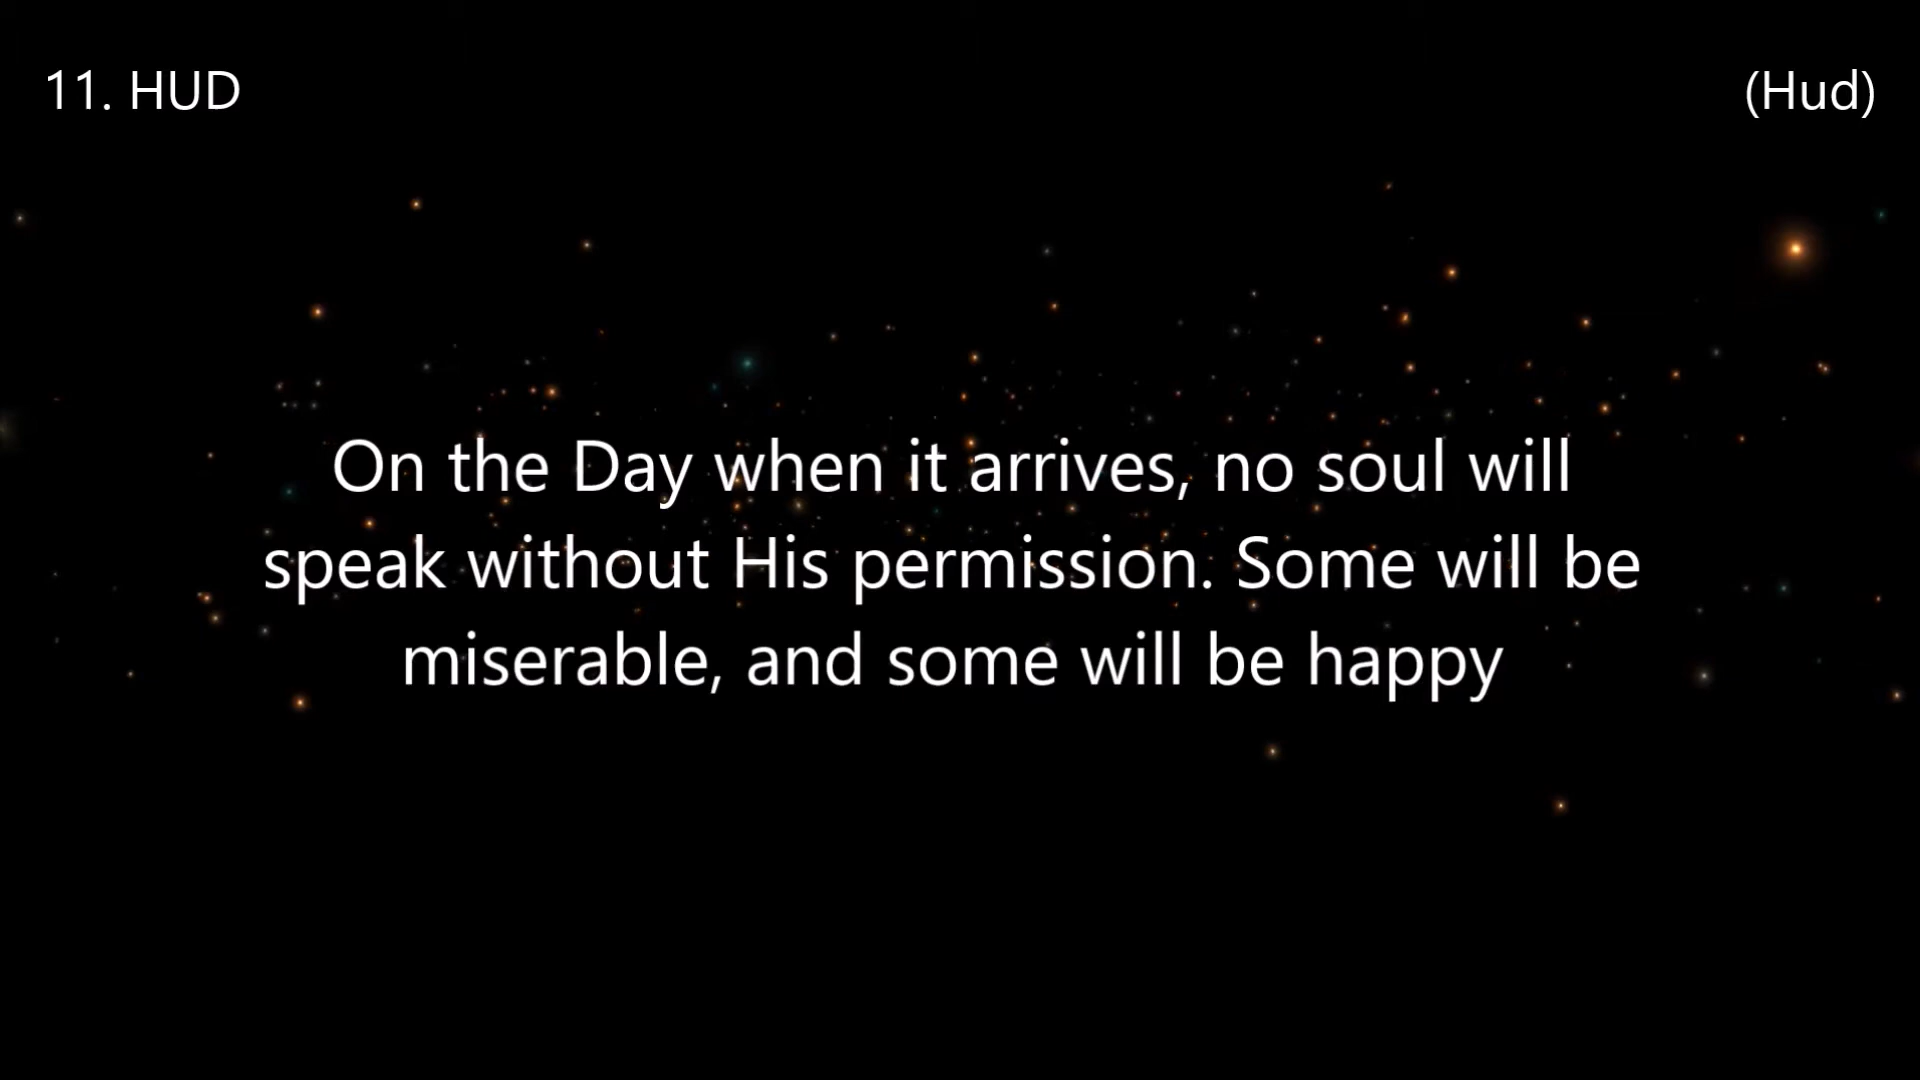 11. HUD
(Hud)
On the Day when it arrives, no soul will
speak without His permission. Some will be
miserable, and some will be happy